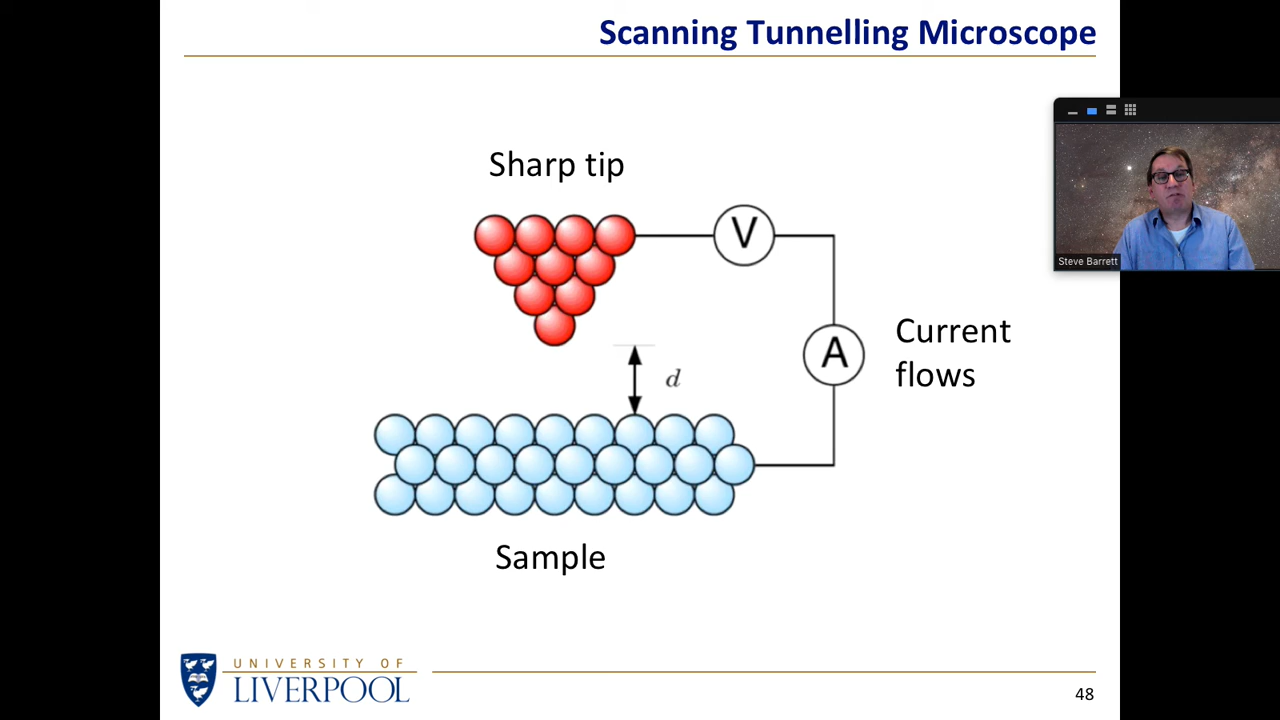 Scanning Tunnelling Microscope
Sharp tip
V
A
Current
flows
d
Sample
Steve Barrett
UNIVERSITY OF
LIVERPOOL
48